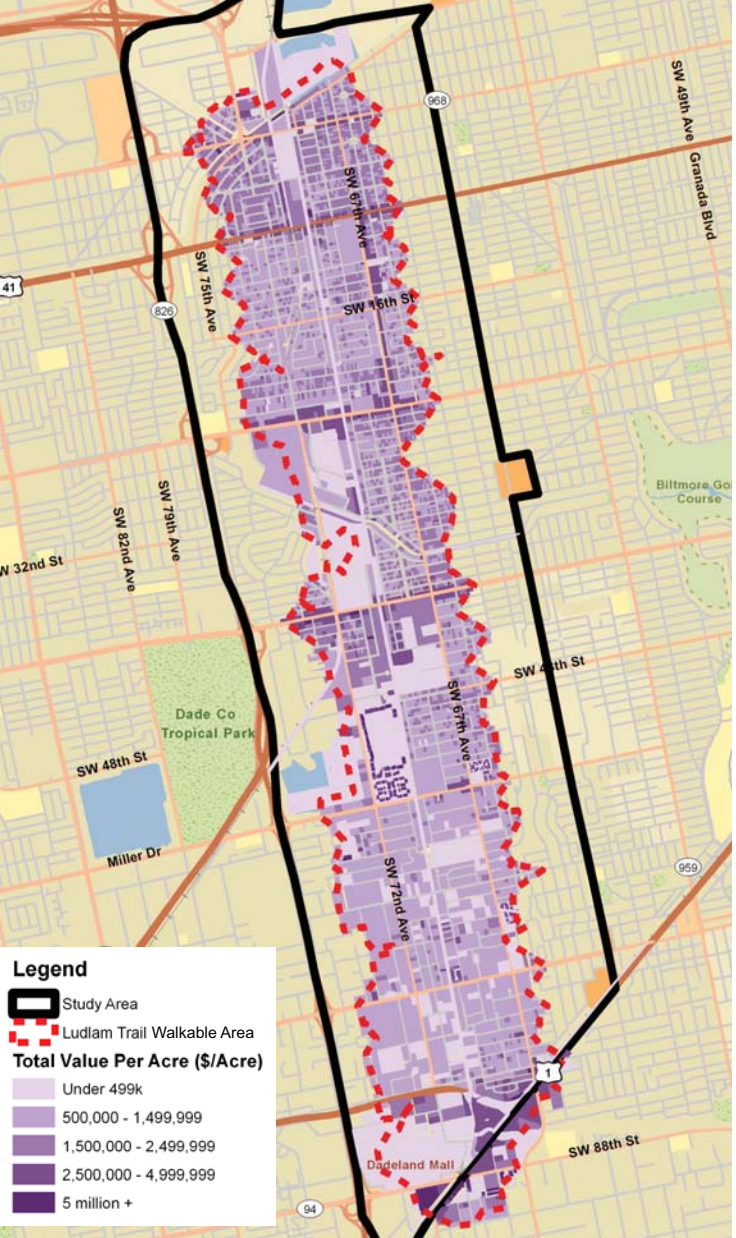 968
SW 49th Ave
Granada Blvd
SW 67th Ave
41
SW 75th Ave
826
SW 16th St
Biltmore Gol
Course
SW 79th Ave
SW 82nd Ave
W 32nd St
SW 4 th St
SW 67th Ave
Dade Co
Tropical Park
SW 48th St
Miller Dr
959
SW 72nd Ave
Legend
Study Area
Ludlam Trail Walkable Area
Total Value Per Acre ($/Acre)
Under 499k
500,000 - 1,499,999
1,500,000 - 2,499,999
2,500,000 - 4,999,999
5 million +
1
SW 88th St
Dadeland Mall
94